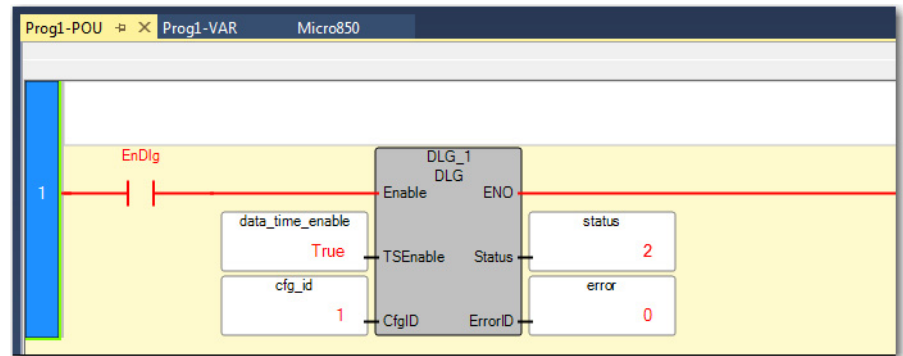 Prog1-POU Prog1-VAR Micro850
EnDlg
DLG_1
DLG
1
Enable ENO
data_time_enable
True
TSEnable Status
status
2
cfg_id
1
CfgID ErrorID
error
0